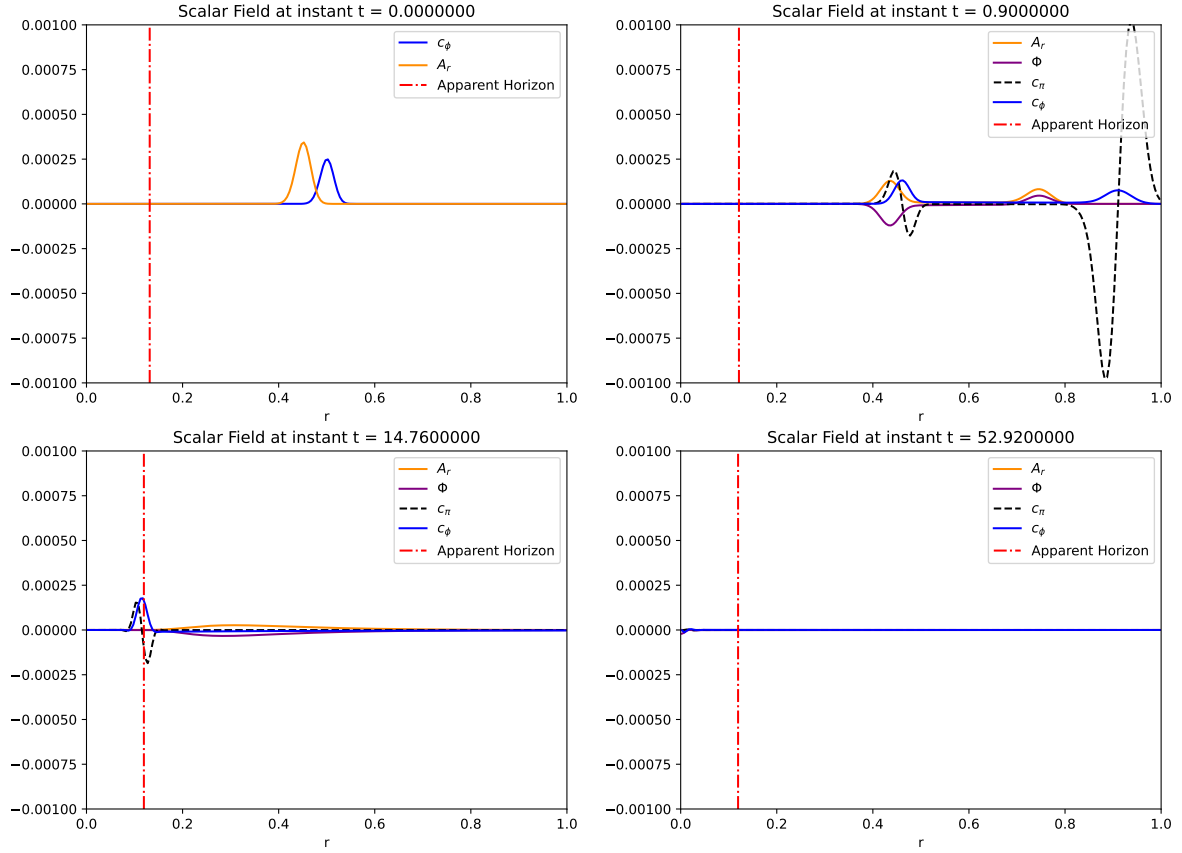 Scalar Field at instant t = 0.0000000
0.00100
0.00075
0.00050
0.00025
0.00000
−0.00025
−0.00050
−0.00075
−0.00100
c_ϕ
A_r
Apparent Horizon
0.0 0.2 0.4 0.6 0.8 1.0
r
Scalar Field at instant t = 0.9000000
0.00100
0.00075
0.00050
0.00025
0.00000
−0.00025
−0.00050
−0.00075
−0.00100
A_r
Φ
c_π
c_ϕ
Apparent Horizon
0.0 0.2 0.4 0.6 0.8 1.0
r
Scalar Field at instant t = 14.7600000
0.00100
0.00075
0.00050
0.00025
0.00000
−0.00025
−0.00050
−0.00075
−0.00100
A_r
Φ
c_π
c_ϕ
Apparent Horizon
0.0 0.2 0.4 0.6 0.8 1.0
r
Scalar Field at instant t = 52.9200000
0.00100
0.00075
0.00050
0.00025
0.00000
−0.00025
−0.00050
−0.00075
−0.00100
A_r
Φ
c_π
c_ϕ
Apparent Horizon
0.0 0.2 0.4 0.6 0.8 1.0
r